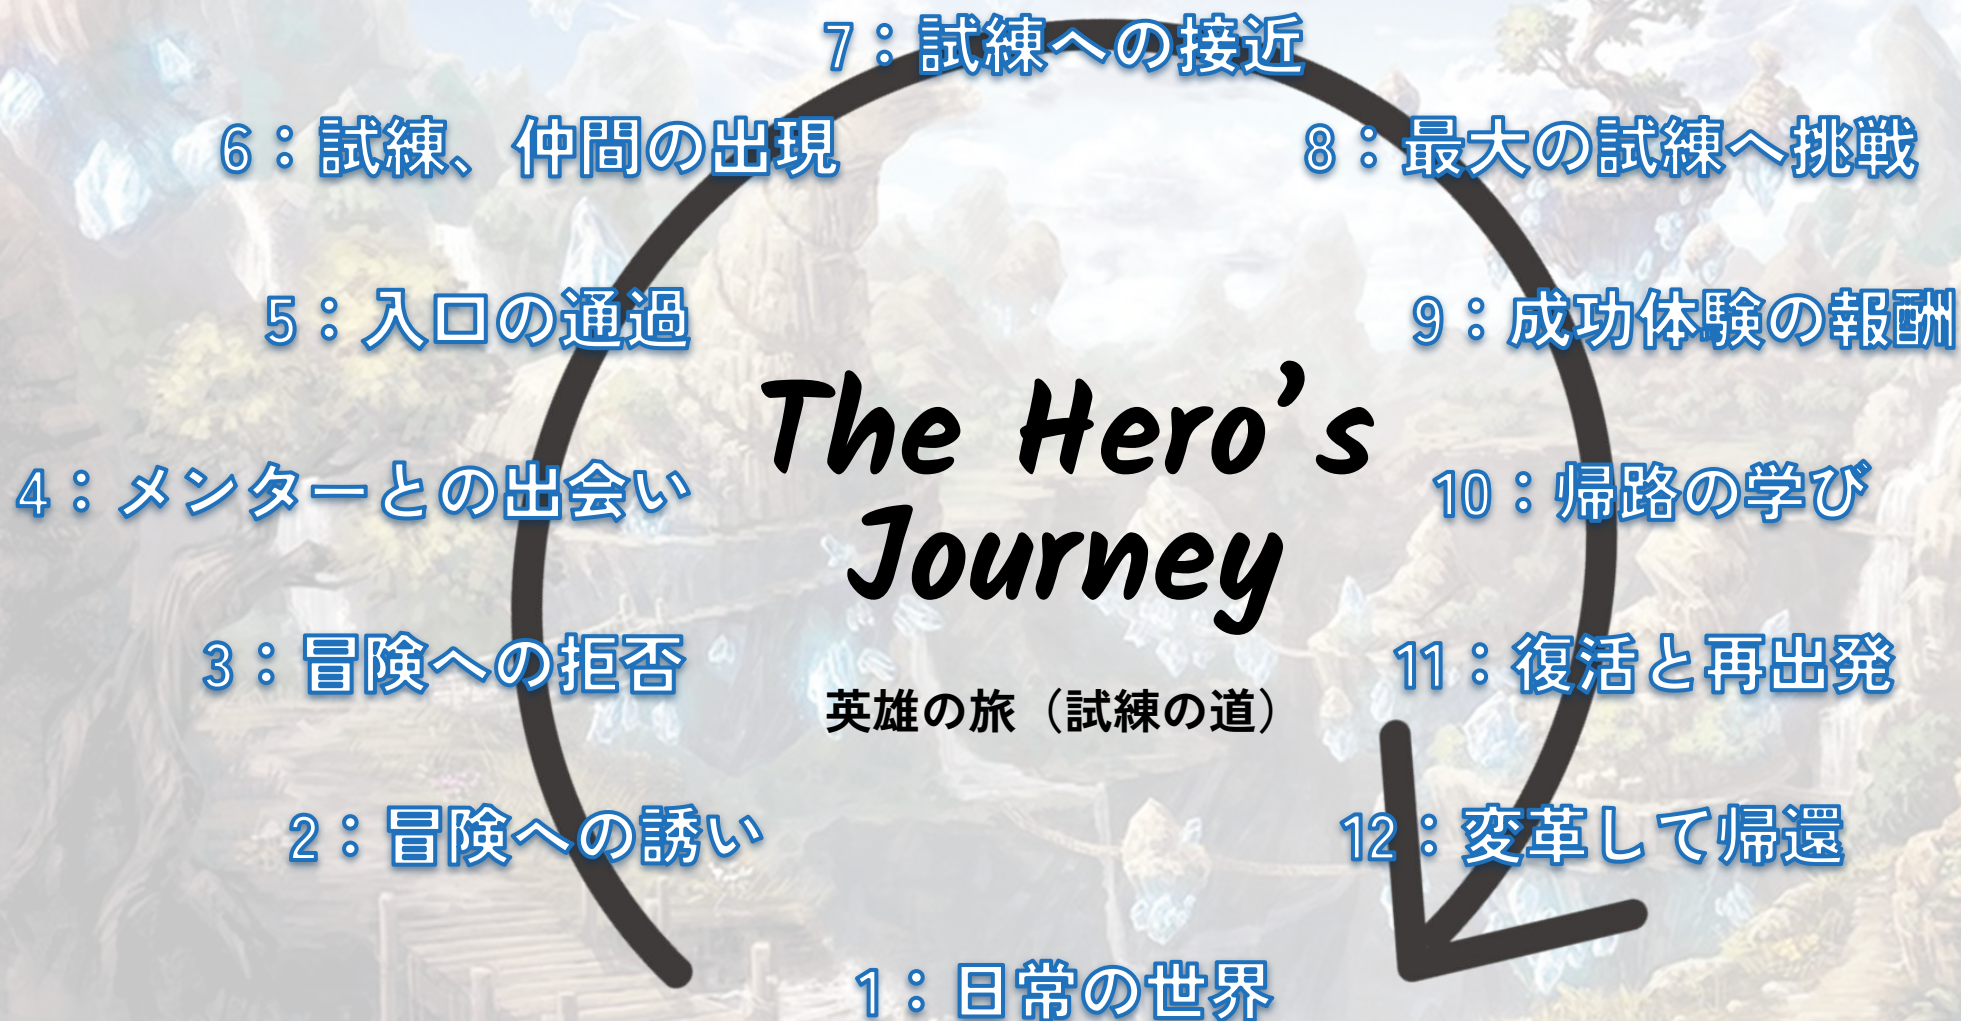 7：試練への接近
6：試練、仲間の出現
8：最大の試練へ挑戦
5：入口の通過
9：成功体験の報酬
The Hero’s
Journey
4：メンターとの出会い
10：帰路の学び
3：冒険への拒否
11：復活と再出発
英雄の旅（試練の道）
2：冒険への誘い
12：変革して帰還
1：日常の世界